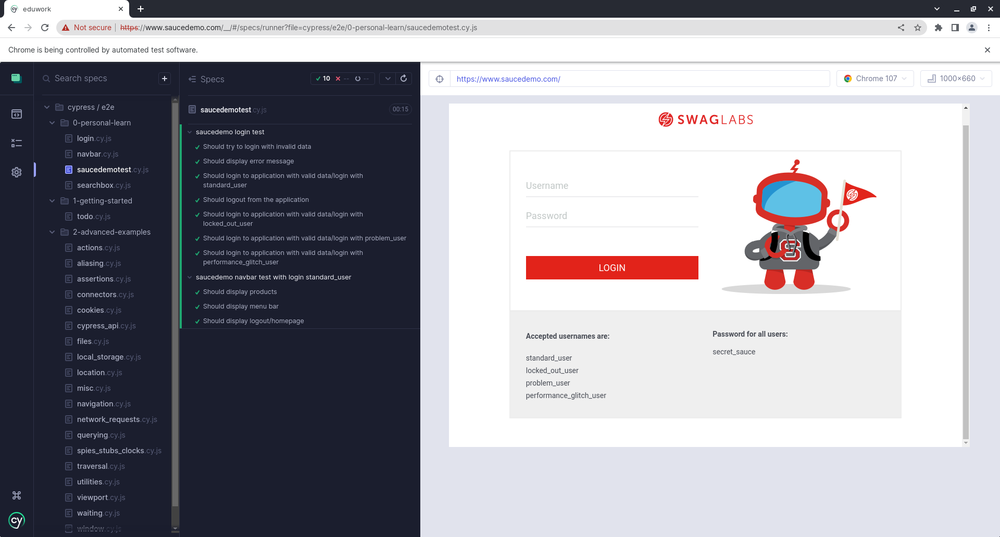 eduwork
Not secure
https://www.saucedemo.com/__/#/specs/runner?file=cypress/e2e/0-personal-learn/saucedemotest.cy.js
Chrome is being controlled by automated test software.
Search specs
cypress / e2e
0-personal-learn
login.cy.js
navbar.cy.js
saucedemotest.cy.js
searchbox.cy.js
1-getting-started
todo.cy.js
2-advanced-examples
actions.cy.js
aliasing.cy.js
assertions.cy.js
connectors.cy.js
cookies.cy.js
cypress_api.cy.js
files.cy.js
local_storage.cy.js
location.cy.js
misc.cy.js
navigation.cy.js
network_requests.cy.js
querying.cy.js
spies_stubs_clocks.cy.js
traversal.cy.js
utilities.cy.js
viewport.cy.js
waiting.cy.js
window.cy.js
cy
Specs
10 -- --
saucedemotest.cy.js
00:15
saucedemo login test
Should try to login with invalid data
Should display error message
Should login to application with valid data/login with
standard_user
Should logout from the application
Should login to application with valid data/login with
locked_out_user
Should login to application with valid data/login with problem_user
Should login to application with valid data/login with
performance_glitch_user
saucedemo navbar test with login standard_user
Should display products
Should display menu bar
Should display logout/homepage
https://www.saucedemo.com/
Chrome 107
1000×660
SWAGLABS
Username
Password
LOGIN
S
Accepted usernames are:
standard_user
locked_out_user
problem_user
performance_glitch_user
Password for all users:
secret_sauce